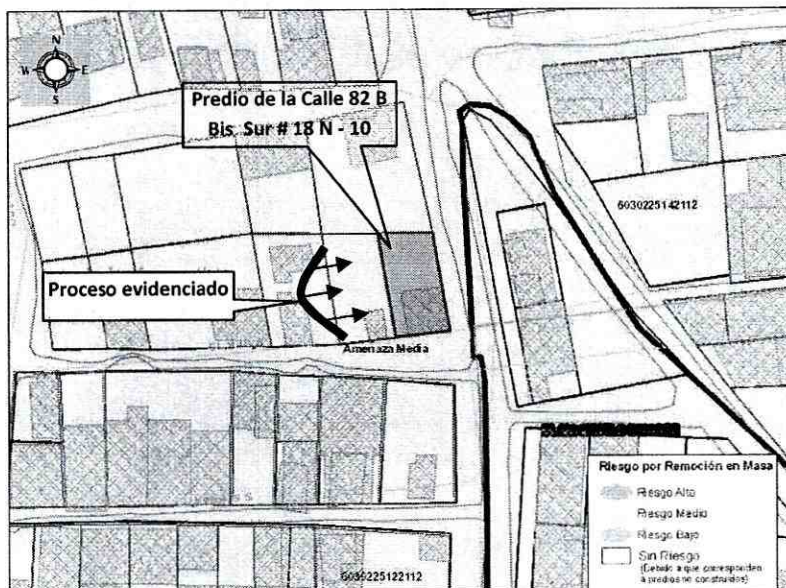 N
W E
S
Predio de la Calle 82 B
Bis Sur # 18 N - 10
6030225142112
Proceso evidenciado
Amenaza Media
Riesgo por Remoción en Masa
Riesgo Alto
Riesgo Medio
Riesgo Bajo
Sin Riesgo
(Debido a que corresponden
a predios no construidos)
6030225122112